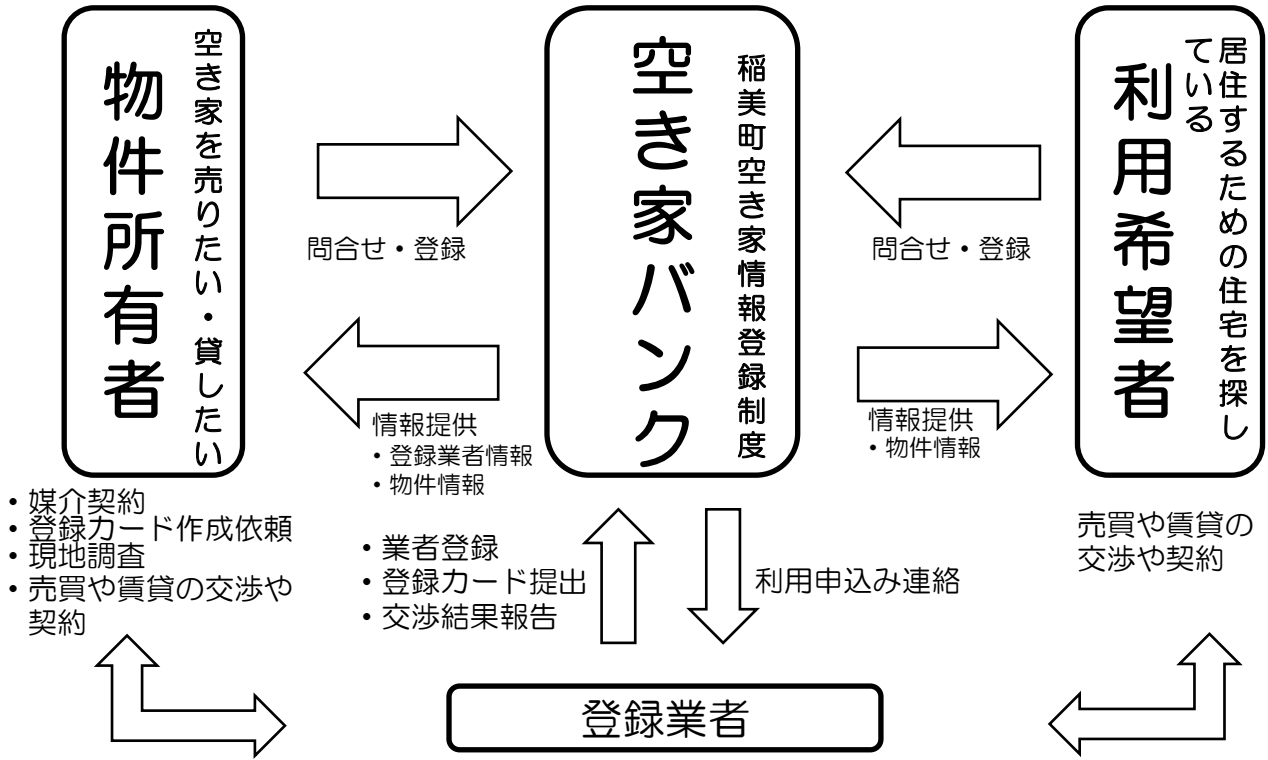 空き家を売りたい・貸したい
物件所有者
稲美町空き家情報登録制度
空き家バンク
居住するための住宅を探し
ている
利用希望者
問合せ・登録
問合せ・登録
情報提供
・登録業者情報
・物件情報
情報提供
・物件情報
・媒介契約
・登録カード作成依頼
・現地調査
・売買や賃貸の交渉や
契約
・業者登録
・登録カード提出
・交渉結果報告
利用申込み連絡
売買や賃貸の
交渉や契約
登録業者